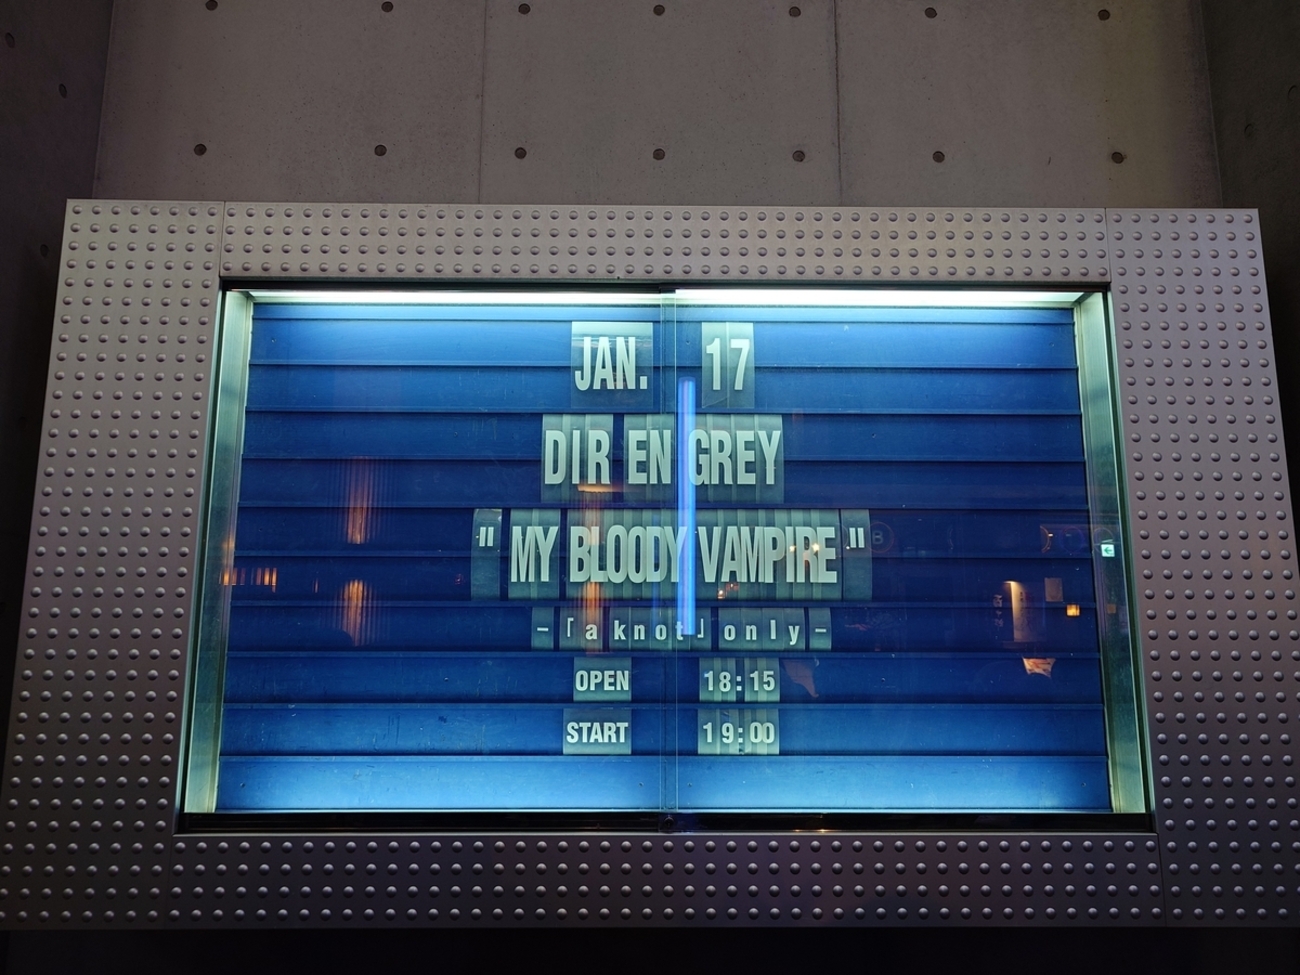 JAN. 17
DIR EN GREY
" MY BLOODY VAMPIRE "
-「a knot」only-
OPEN 18:15
START 19:00